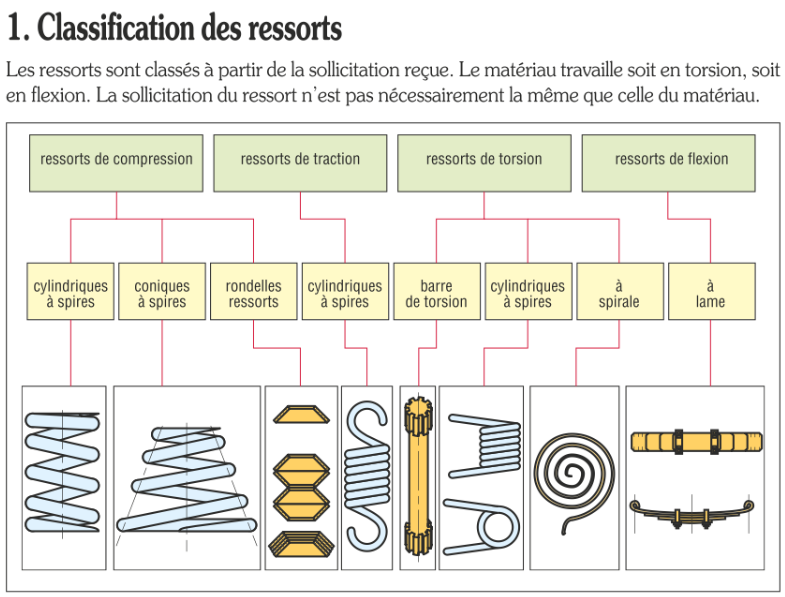 1. Classification des ressorts
Les ressorts sont classés à partir de la sollicitation reçue. Le matériau travaille soit en torsion, soit
en flexion. La sollicitation du ressort n'est pas nécessairement la même que celle du matériau.
ressorts de compression
ressorts de traction
ressorts de torsion
ressorts de flexion
cylindriques
à spires
coniques
à spires
rondelles
ressorts
cylindriques
à spires
barre
de torsion
cylindriques
à spires
à
spirale
à
lame